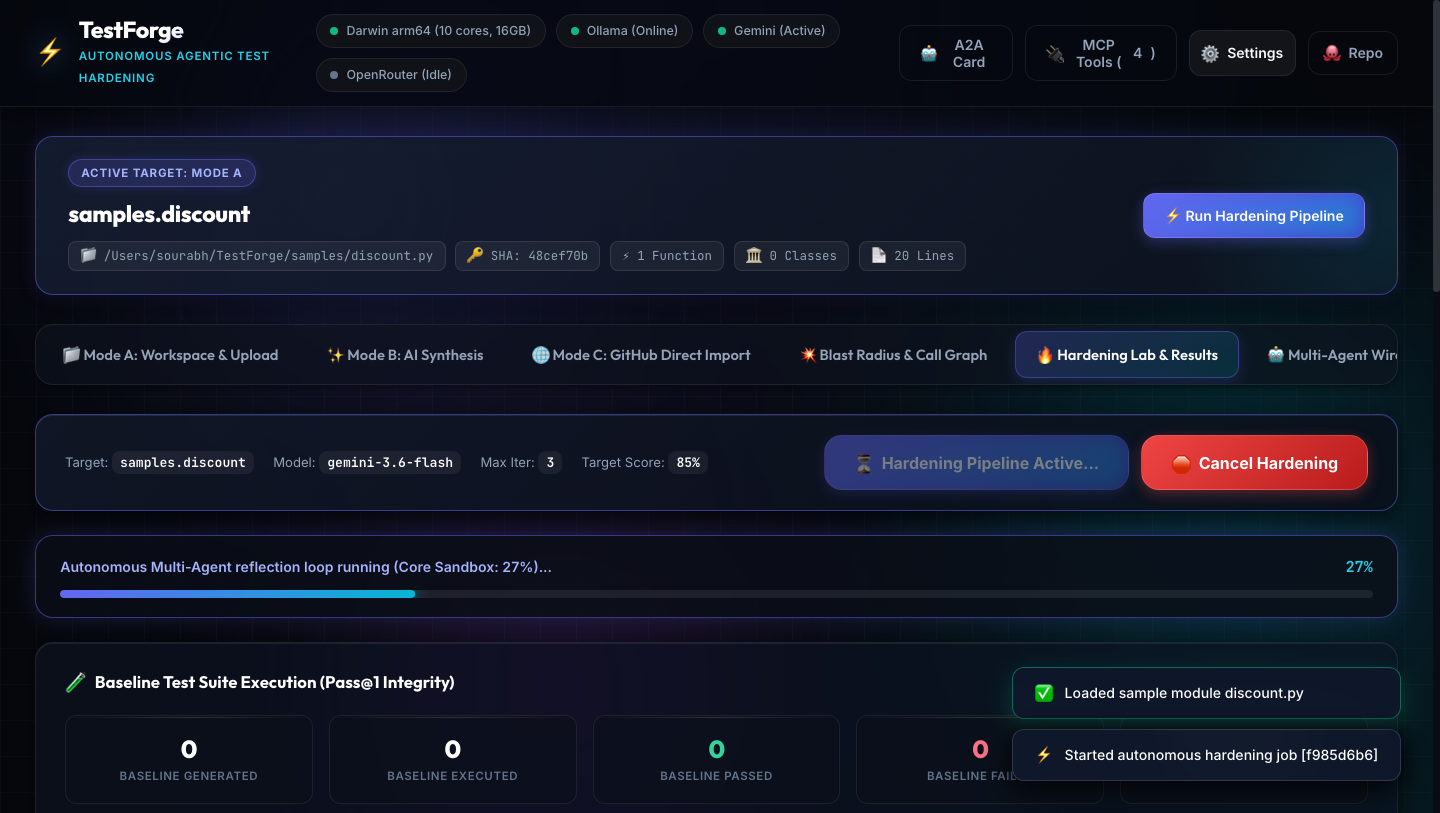 TestForge
AUTONOMOUS AGENTIC TEST
HARDENING
Darwin arm64 (10 cores, 16GB)
Ollama (Online)
Gemini (Active)
OpenRouter (Idle)
A2A
Card
MCP
Tools (
4 )
Settings
Repo
ACTIVE TARGET: MODE A
samples.discount
/Users/sourabh/TestForge/samples/discount.py
SHA: 48cef70b
⚡ 1 Function
0 Classes
20 Lines
⚡ Run Hardening Pipeline
Mode A: Workspace & Upload
Mode B: AI Synthesis
Mode C: GitHub Direct Import
Blast Radius & Call Graph
Hardening Lab & Results
Multi-Agent Wir
Target: samples.discount
Model: gemini-3.6-flash
Max Iter: 3
Target Score: 85%
Hardening Pipeline Active...
Cancel Hardening
Autonomous Multi-Agent reflection loop running (Core Sandbox: 27%)...
27%
Baseline Test Suite Execution (Pass@1 Integrity)
0
BASELINE GENERATED
0
BASELINE EXECUTED
0
BASELINE PASSED
0
BASELINE FAI
Loaded sample module discount.py
Started autonomous hardening job [f985d6b6]